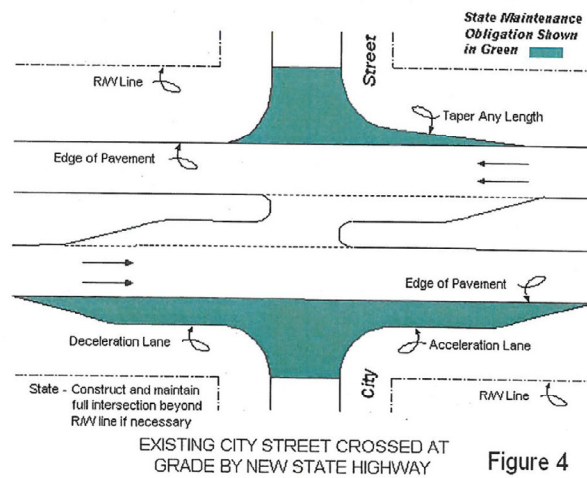 State Maintenance
Obligation Shown
in Green
Street
R/W Line
Taper Any Length
Edge of Pavement
Edge of Pavement
Deceleration Lane
Acceleration Lane
City
R/W Line
State - Construct and maintain
full intersection beyond
R/W line if necessary
EXISTING CITY STREET CROSSED AT
GRADE BY NEW STATE HIGHWAY
Figure 4